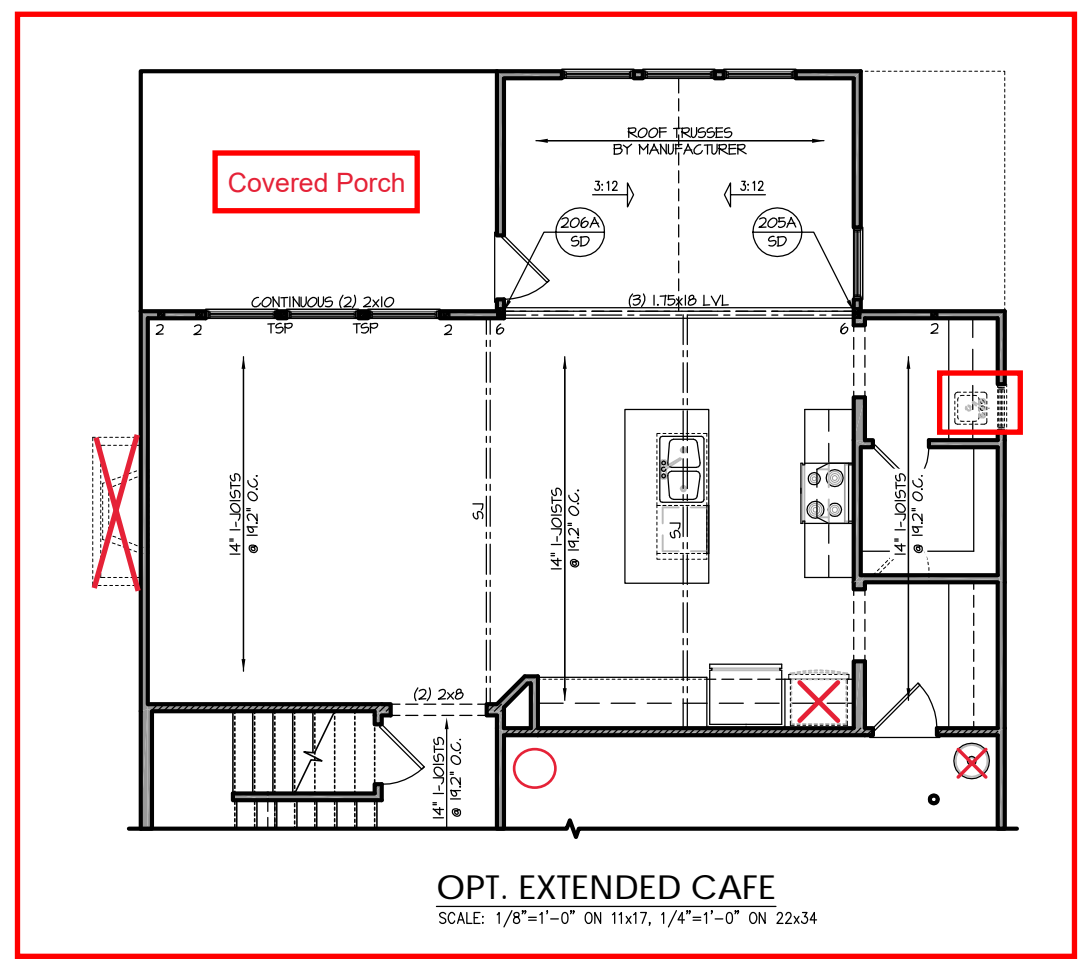 ROOF TRUSSES
BY MANUFACTURER
Covered Porch
3:12
3:12
206A
SD
205A
SD
CONTINUOUS (2) 2x10
(3) 1.75x18 LVL
2
2
TSP
TSP
2
6
6
2
14" I-JOISTS
@ 19.2" O.C.
SJ
14" I-JOISTS
@ 19.2" O.C.
SJ
14" I-JOISTS
@ 19.2" O.C.
(2) 2x8
14" I-JOISTS
@ 19.2" O.C.
OPT. EXTENDED CAFE
SCALE: 1/8"=1'-0" ON 11x17, 1/4"=1'-0" ON 22x34